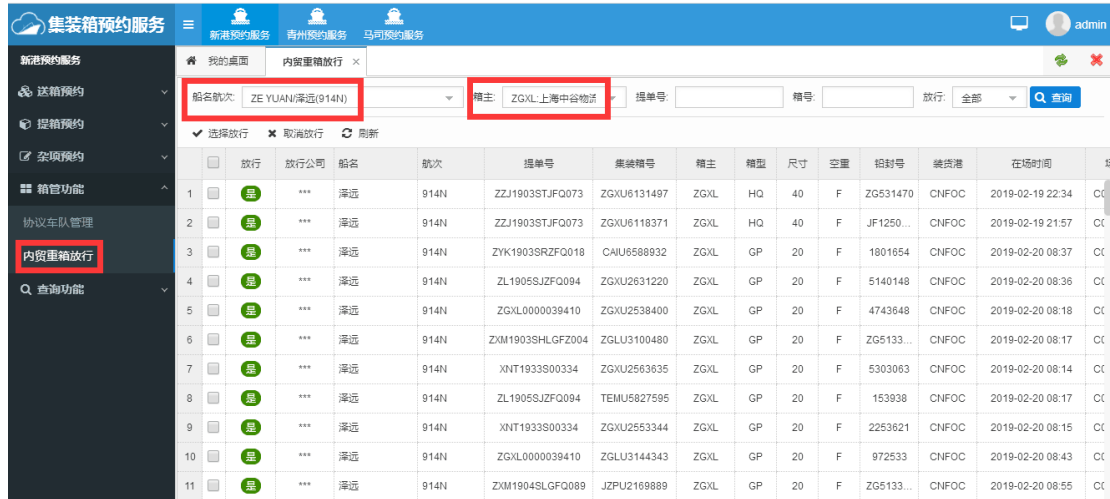 集装箱预约服务
新港预约服务 青州预约服务 马司预约服务
admin
新港预约服务
送箱预约
提箱预约
杂项预约
箱管功能
协议车队管理
内贸重箱放行
查询功能
我的桌面 内贸重箱放行 ×
船名航次: ZE YUAN/泽远(914N) 箱主: ZGXL:上海中谷物流 提单号: 箱号: 放行: 全部 查询
选择放行 取消放行 刷新
放行 放行公司 船名 航次 提单号 集装箱号 箱主 箱型 尺寸 空重 铅封号 装货港 在场时间
1 是 *** 泽远 914N ZZJ1903STJFQ073 ZGXU6131497 ZGXL HQ 40 F ZG531470 CNFOC 2019-02-19 22:34
2 是 *** 泽远 914N ZZJ1903STJFQ073 ZGXU6118371 ZGXL HQ 40 F JF1250... CNFOC 2019-02-19 21:57
3 是 *** 泽远 914N ZYK1903SRZFQ018 CAIU6588932 ZGXL GP 20 F 1801654 CNFOC 2019-02-20 08:37
4 是 *** 泽远 914N ZL1905SJZFQ094 ZGXU2631220 ZGXL GP 20 F 5140148 CNFOC 2019-02-20 08:36
5 是 *** 泽远 914N ZGXL0000039410 ZGXU2538400 ZGXL GP 20 F 4743648 CNFOC 2019-02-20 08:18
6 是 *** 泽远 914N ZXM1903SHLGFZ004 ZGLU3100480 ZGXL GP 20 F ZG5133... CNFOC 2019-02-20 08:17
7 是 *** 泽远 914N XNT1933S00334 ZGXU2563635 ZGXL GP 20 F 5303063 CNFOC 2019-02-20 08:14
8 是 *** 泽远 914N ZL1905SJZFQ094 TEMU5827595 ZGXL GP 20 F 153938 CNFOC 2019-02-20 08:17
9 是 *** 泽远 914N XNT1933S00334 ZGXU2553344 ZGXL GP 20 F 2253621 CNFOC 2019-02-20 08:15
10 是 *** 泽远 914N ZGXL0000039410 ZGLU3144343 ZGXL GP 20 F 972533 CNFOC 2019-02-20 08:43
11 是 *** 泽远 914N ZXM1904SLGFQ089 JZPU2169889 ZGXL GP 20 F ZG5133... CNFOC 2019-02-20 08:55